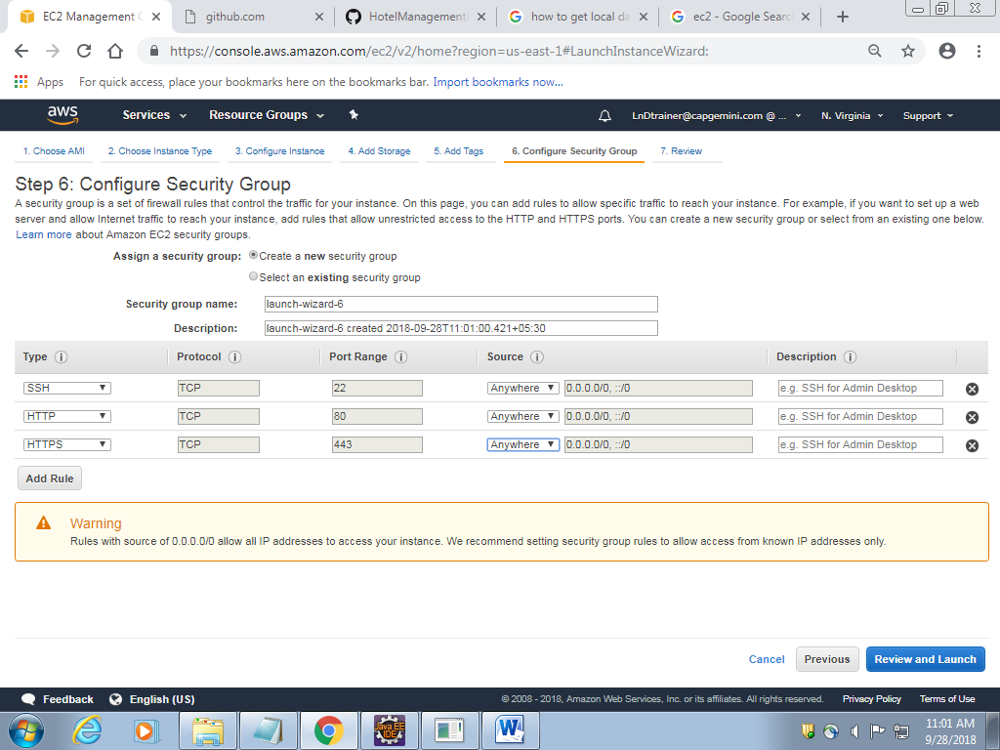 EC2 Management C
github.com
HotelManagement
how to get local da
ec2 - Google Searc
https://console.aws.amazon.com/ec2/v2/home?region=us-east-1#LaunchInstanceWizard:
Apps For quick access, place your bookmarks here on the bookmarks bar. Import bookmarks now...
aws Services Resource Groups LnDtrainer@capgemini.com @ ... N. Virginia Support
1. Choose AMI 2. Choose Instance Type 3. Configure Instance 4. Add Storage 5. Add Tags 6. Configure Security Group 7. Review
Step 6: Configure Security Group
A security group is a set of firewall rules that control the traffic for your instance. On this page, you can add rules to allow specific traffic to reach your instance. For example, if you want to set up a web
server and allow Internet traffic to reach your instance, add rules that allow unrestricted access to the HTTP and HTTPS ports. You can create a new security group or select from an existing one below.
Learn more about Amazon EC2 security groups.
Assign a security group: Create a new security group
Select an existing security group
Security group name: launch-wizard-6
Description: launch-wizard-6 created 2018-09-28T11:01:00.421+05:30
Type Protocol Port Range Source Description
SSH TCP 22 Anywhere 0.0.0.0/0, ::/0 e.g. SSH for Admin Desktop
HTTP TCP 80 Anywhere 0.0.0.0/0, ::/0 e.g. SSH for Admin Desktop
HTTPS TCP 443 Anywhere 0.0.0.0/0, ::/0 e.g. SSH for Admin Desktop
Add Rule
Warning
Rules with source of 0.0.0.0/0 allow all IP addresses to access your instance. We recommend setting security group rules to allow access from known IP addresses only.
Cancel Previous Review and Launch
Feedback English (US) © 2008 - 2018, Amazon Web Services, Inc. or its affiliates. All rights reserved. Privacy Policy Terms of Use
Java EE
IDE
11:01 AM
9/28/2018